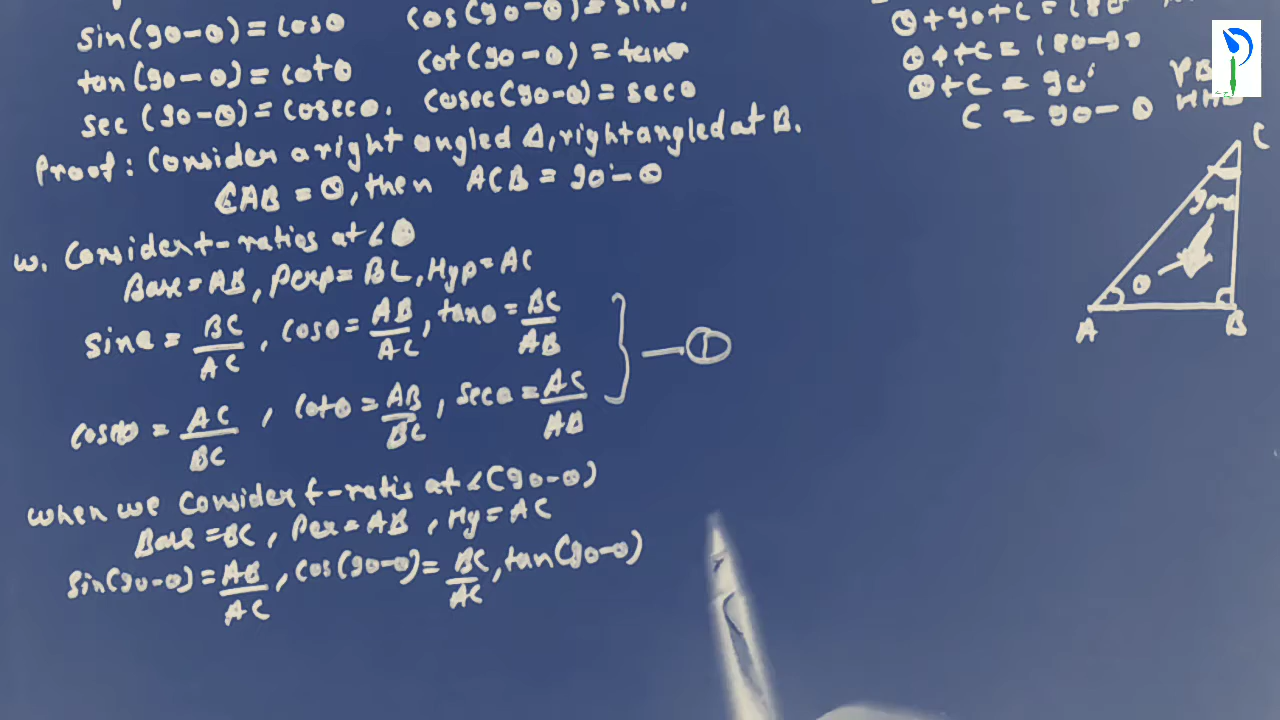 sin(90-θ) = cosθ cos(90-θ) = sinθ.
tan(90-θ) = cotθ cot(90-θ) = tanθ
sec(90-θ) = cosecθ. cosec(90-θ) = secθ
Proof: Consider a right angled Δ, right angled at B.
CAB = θ, then ACB = 90°-θ
w. Consider t-ratios at ∠θ
Base = AB, Perp = BC, Hyp = AC
sinθ = BC/AC, cosθ = AB/AC, tanθ = BC/AB
cosecθ = AC/BC, cotθ = AB/BC, secθ = AC/AB
} — ①
when we consider t-ratis at ∠(90-θ)
Base = BC, Per = AB, Hy = AC
sin(90-θ) = AB/AC, cos(90-θ) = BC/AC, tan(90-θ)
θ+90+C = 180
θ+C = 180-90
θ+C = 90°
C = 90-θ
C
90-θ
θ
A B